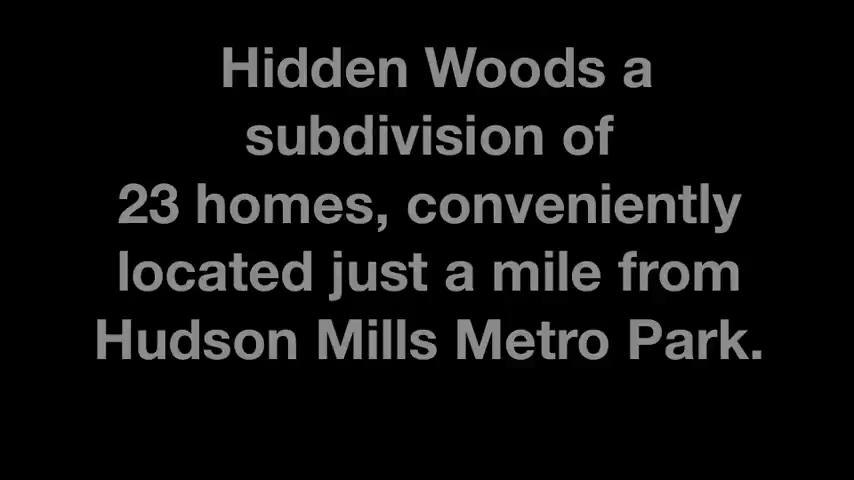 Hidden Woods a
subdivision of
23 homes, conveniently
located just a mile from
Hudson Mills Metro Park.